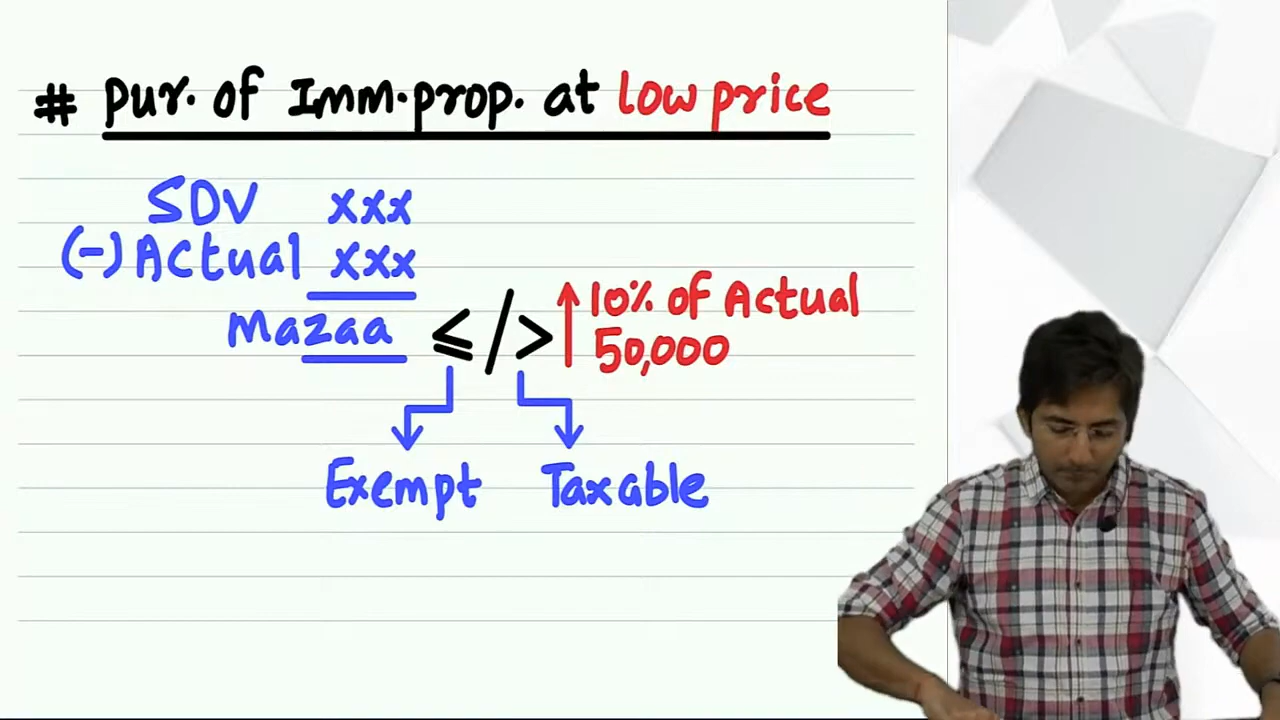 # Pur. of Imm. prop. at low price
SDV xxx
(-) Actual xxx
Mazaa ≤ / > ↑ 10% of Actual
50,000
Exempt Taxable